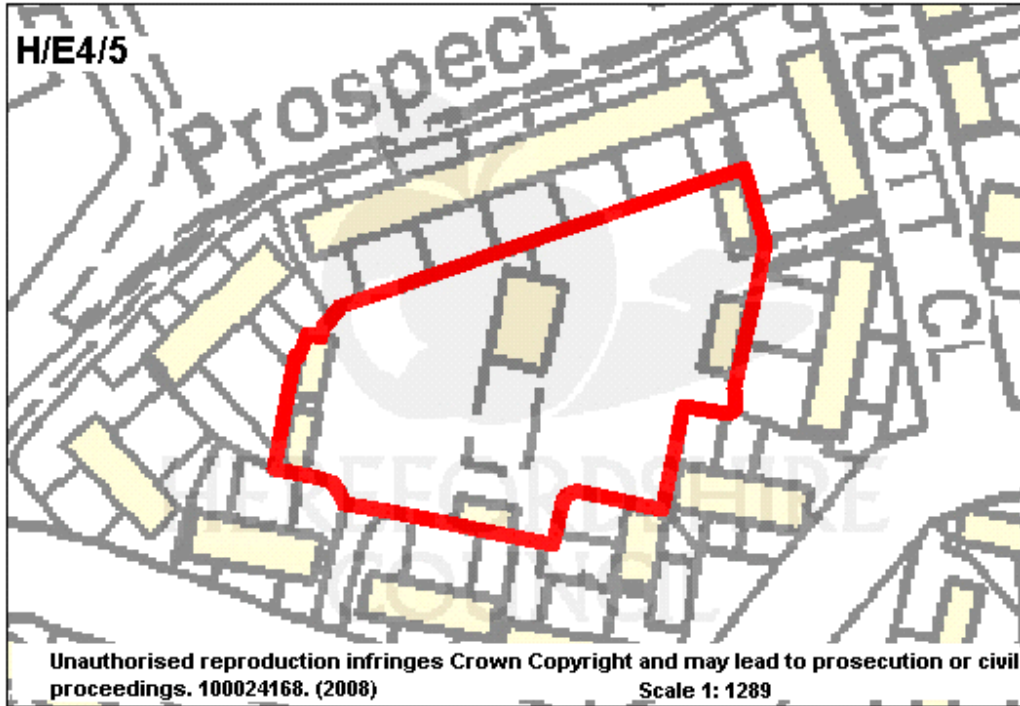 H/E4/5
Prospect
IGOTT CL
HEREFORDSHIRE
COUNCIL
Unauthorised reproduction infringes Crown Copyright and may lead to prosecution or civil
proceedings. 100024168. (2008) Scale 1: 1289